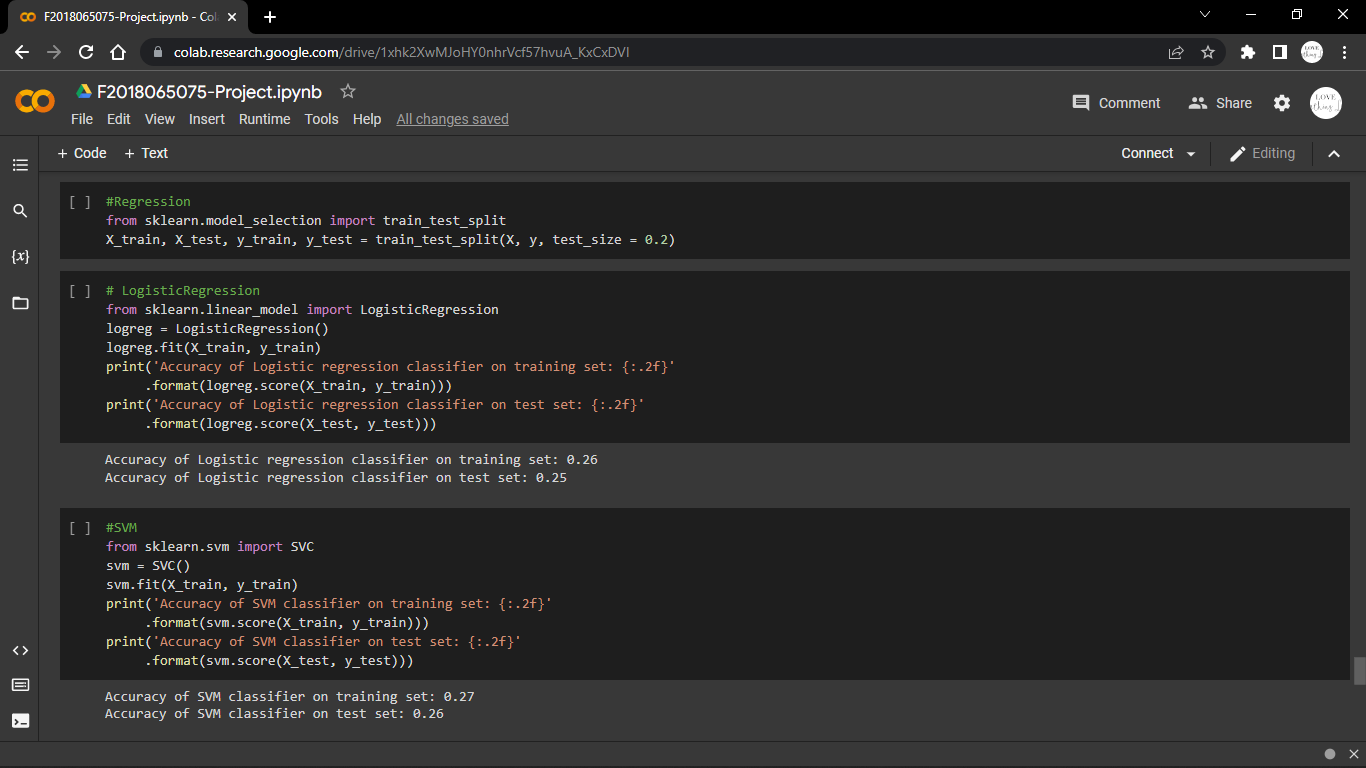 F2018065075-Project.ipynb - Col
colab.research.google.com/drive/1xhk2XwMJoHY0nhrVcf57hvuA_KxCxDVI
F2018065075-Project.ipynb
Comment
Share
File Edit View Insert Runtime Tools Help All changes saved
+ Code + Text
Connect
Editing
[ ] #Regression
from sklearn.model_selection import train_test_split
X_train, X_test, y_train, y_test = train_test_split(X, y, test_size = 0.2)
[ ] # LogisticRegression
from sklearn.linear_model import LogisticRegression
logreg = LogisticRegression()
logreg.fit(X_train, y_train)
print('Accuracy of Logistic regression classifier on training set: {:.2f}'
.format(logreg.score(X_train, y_train)))
print('Accuracy of Logistic regression classifier on test set: {:.2f}'
.format(logreg.score(X_test, y_test)))
Accuracy of Logistic regression classifier on training set: 0.26
Accuracy of Logistic regression classifier on test set: 0.25
[ ] #SVM
from sklearn.svm import SVC
svm = SVC()
svm.fit(X_train, y_train)
print('Accuracy of SVM classifier on training set: {:.2f}'
.format(svm.score(X_train, y_train)))
print('Accuracy of SVM classifier on test set: {:.2f}'
.format(svm.score(X_test, y_test)))
Accuracy of SVM classifier on training set: 0.27
Accuracy of SVM classifier on test set: 0.26